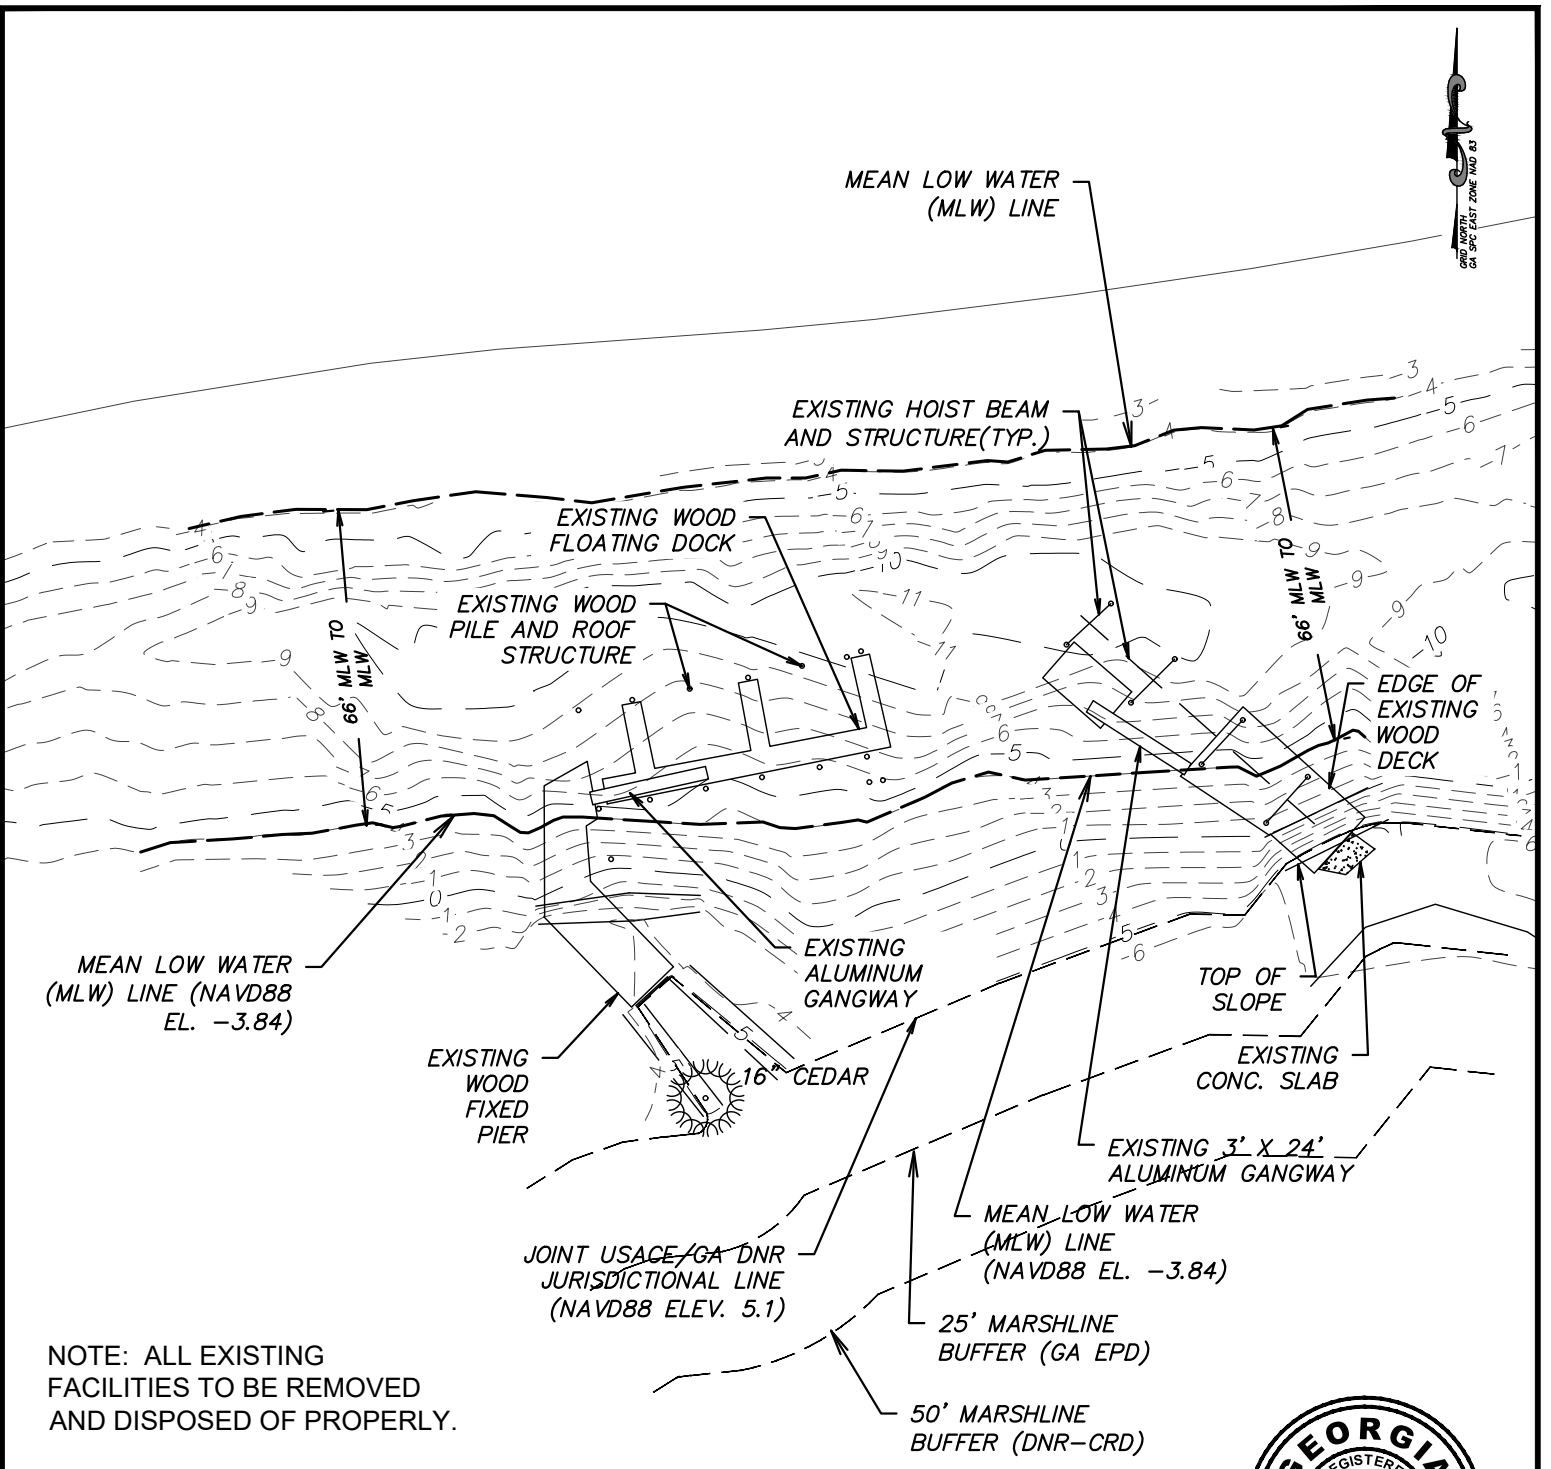 GRID NORTH
GA SPC EAST ZONE NAD 83
MEAN LOW WATER
(MLW) LINE
EXISTING HOIST BEAM
AND STRUCTURE(TYP.)
EXISTING WOOD
FLOATING DOCK
EXISTING WOOD
PILE AND ROOF
STRUCTURE
66' MLW TO
MLW
66' MLW TO
MLW
EDGE OF
EXISTING
WOOD
DECK
MEAN LOW WATER
(MLW) LINE (NAVD88
EL. -3.84)
EXISTING
ALUMINUM
GANGWAY
TOP OF
SLOPE
EXISTING
WOOD
FIXED
PIER
16" CEDAR
EXISTING
CONC. SLAB
EXISTING 3' X 24'
ALUMINUM GANGWAY
MEAN LOW WATER
(MLW) LINE
(NAVD88 EL. -3.84)
JOINT USACE/GA DNR
JURISDICTIONAL LINE
(NAVD88 ELEV. 5.1)
25' MARSHLINE
BUFFER (GA EPD)
50' MARSHLINE
BUFFER (DNR-CRD)
NOTE: ALL EXISTING
FACILITIES TO BE REMOVED
AND DISPOSED OF PROPERLY.
GEORGIA